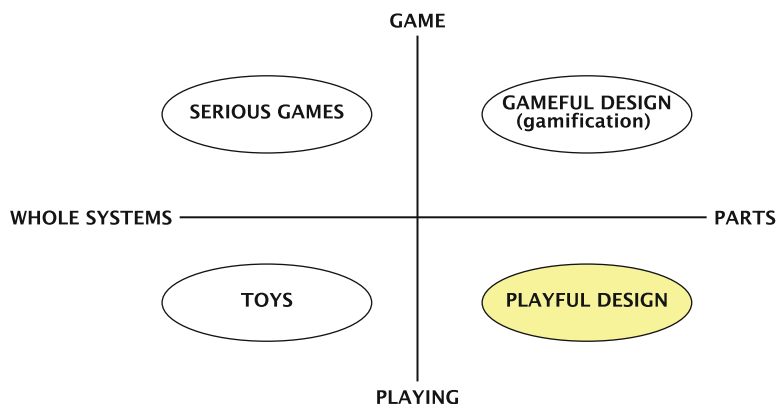 GAME
SERIOUS GAMES
GAMEFUL DESIGN
(gamification)
WHOLE SYSTEMS
PARTS
TOYS
PLAYFUL DESIGN
PLAYING